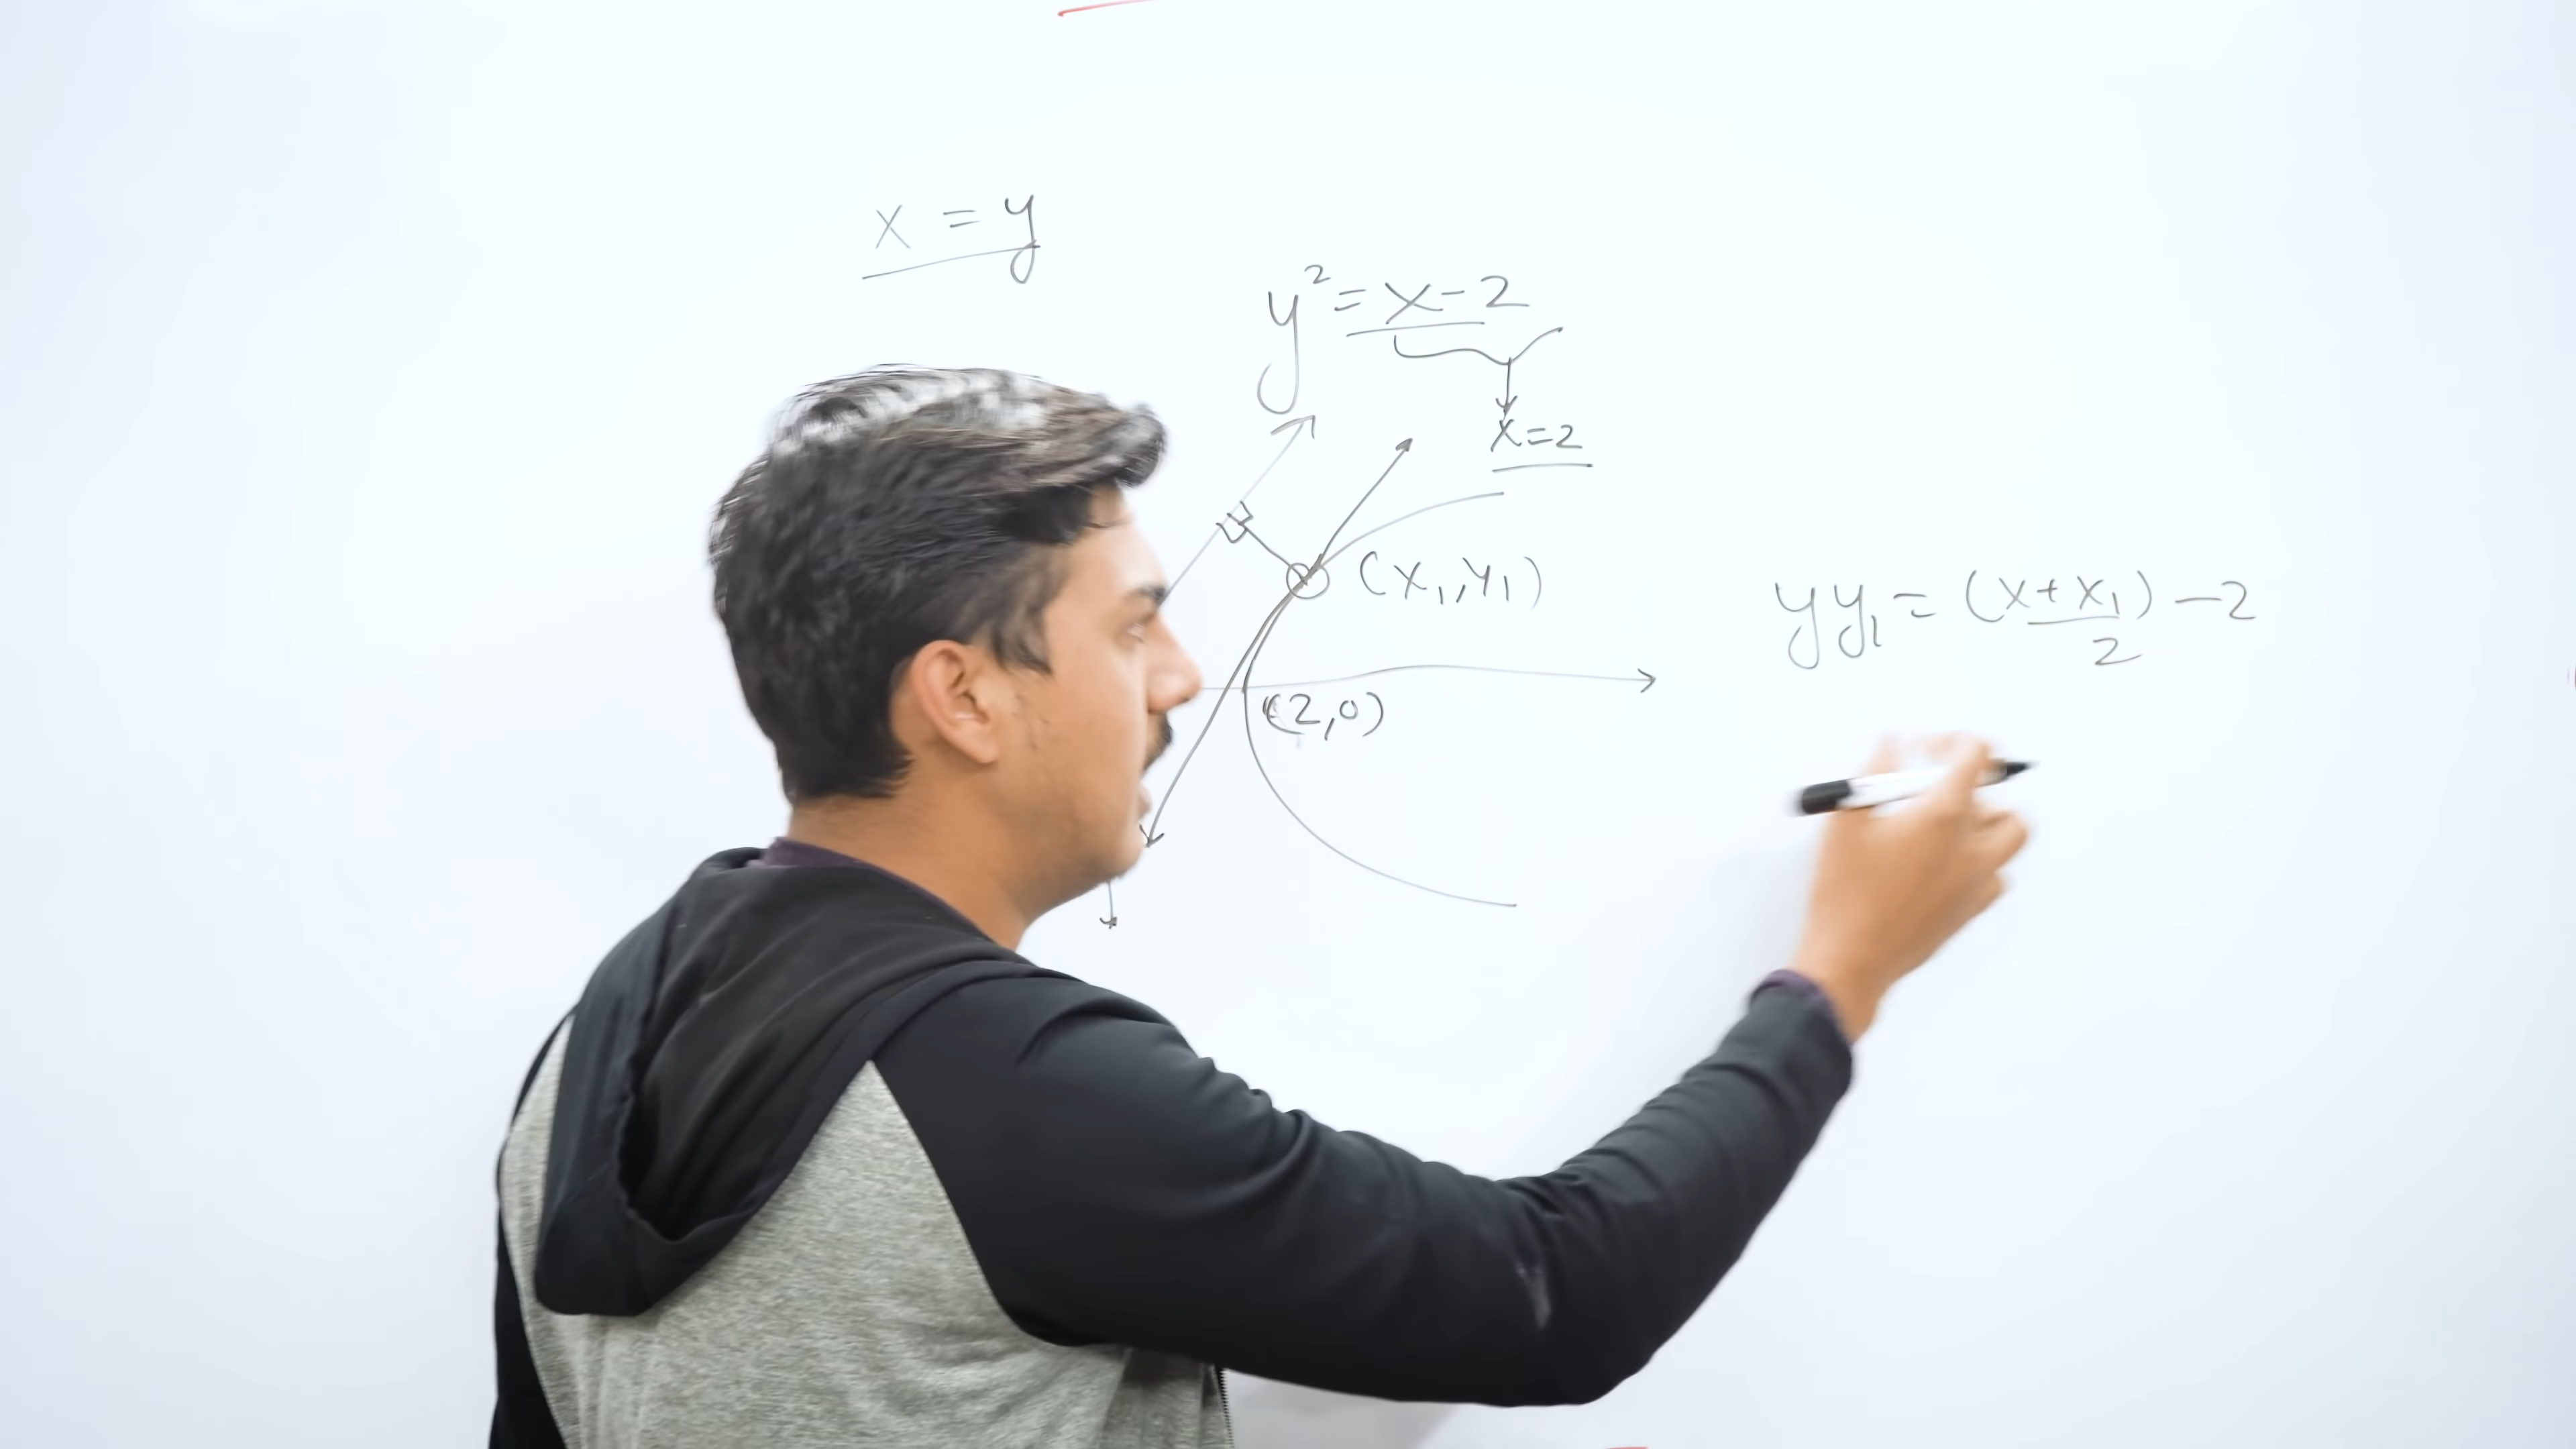 x = y
y² = x-2
x=2
(x₁,y₁)
(2,0)
yy₁ = (x+x₁)/2 -2